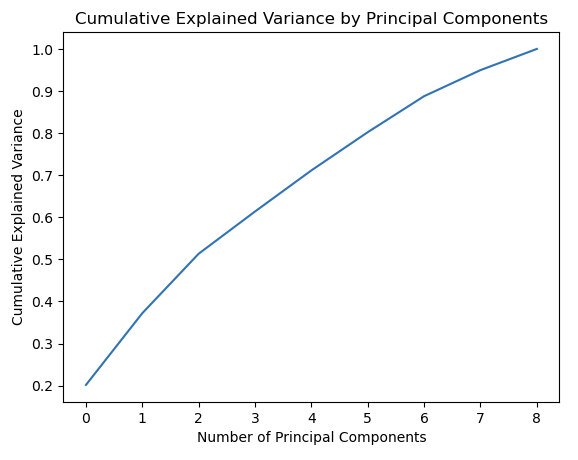 Cumulative Explained Variance by Principal Components
1.0
0.9
0.8
0.7
0.6
0.5
0.4
0.3
0.2
Cumulative Explained Variance
0 1 2 3 4 5 6 7 8
Number of Principal Components